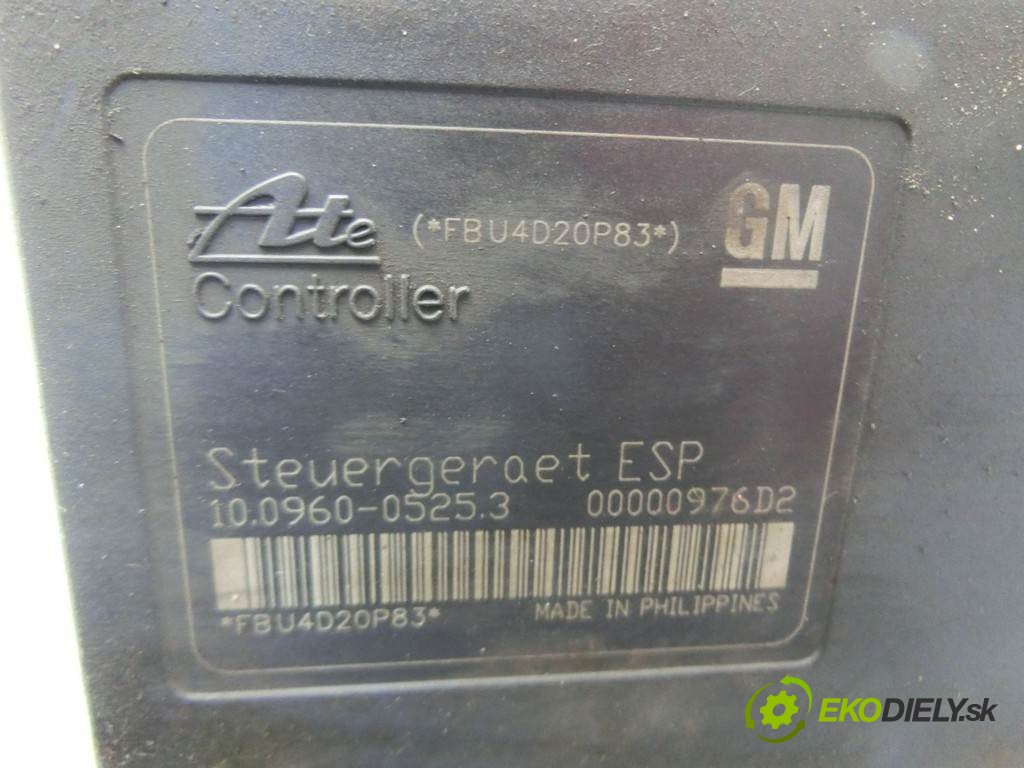 Ate (*FBU4D20P83*) GM
Controller
Steuergeraet ESP
10.0960-0525.3 00000976D2
*FBU4D20P83* MADE IN PHILIPPINES
EKODIELY.sk